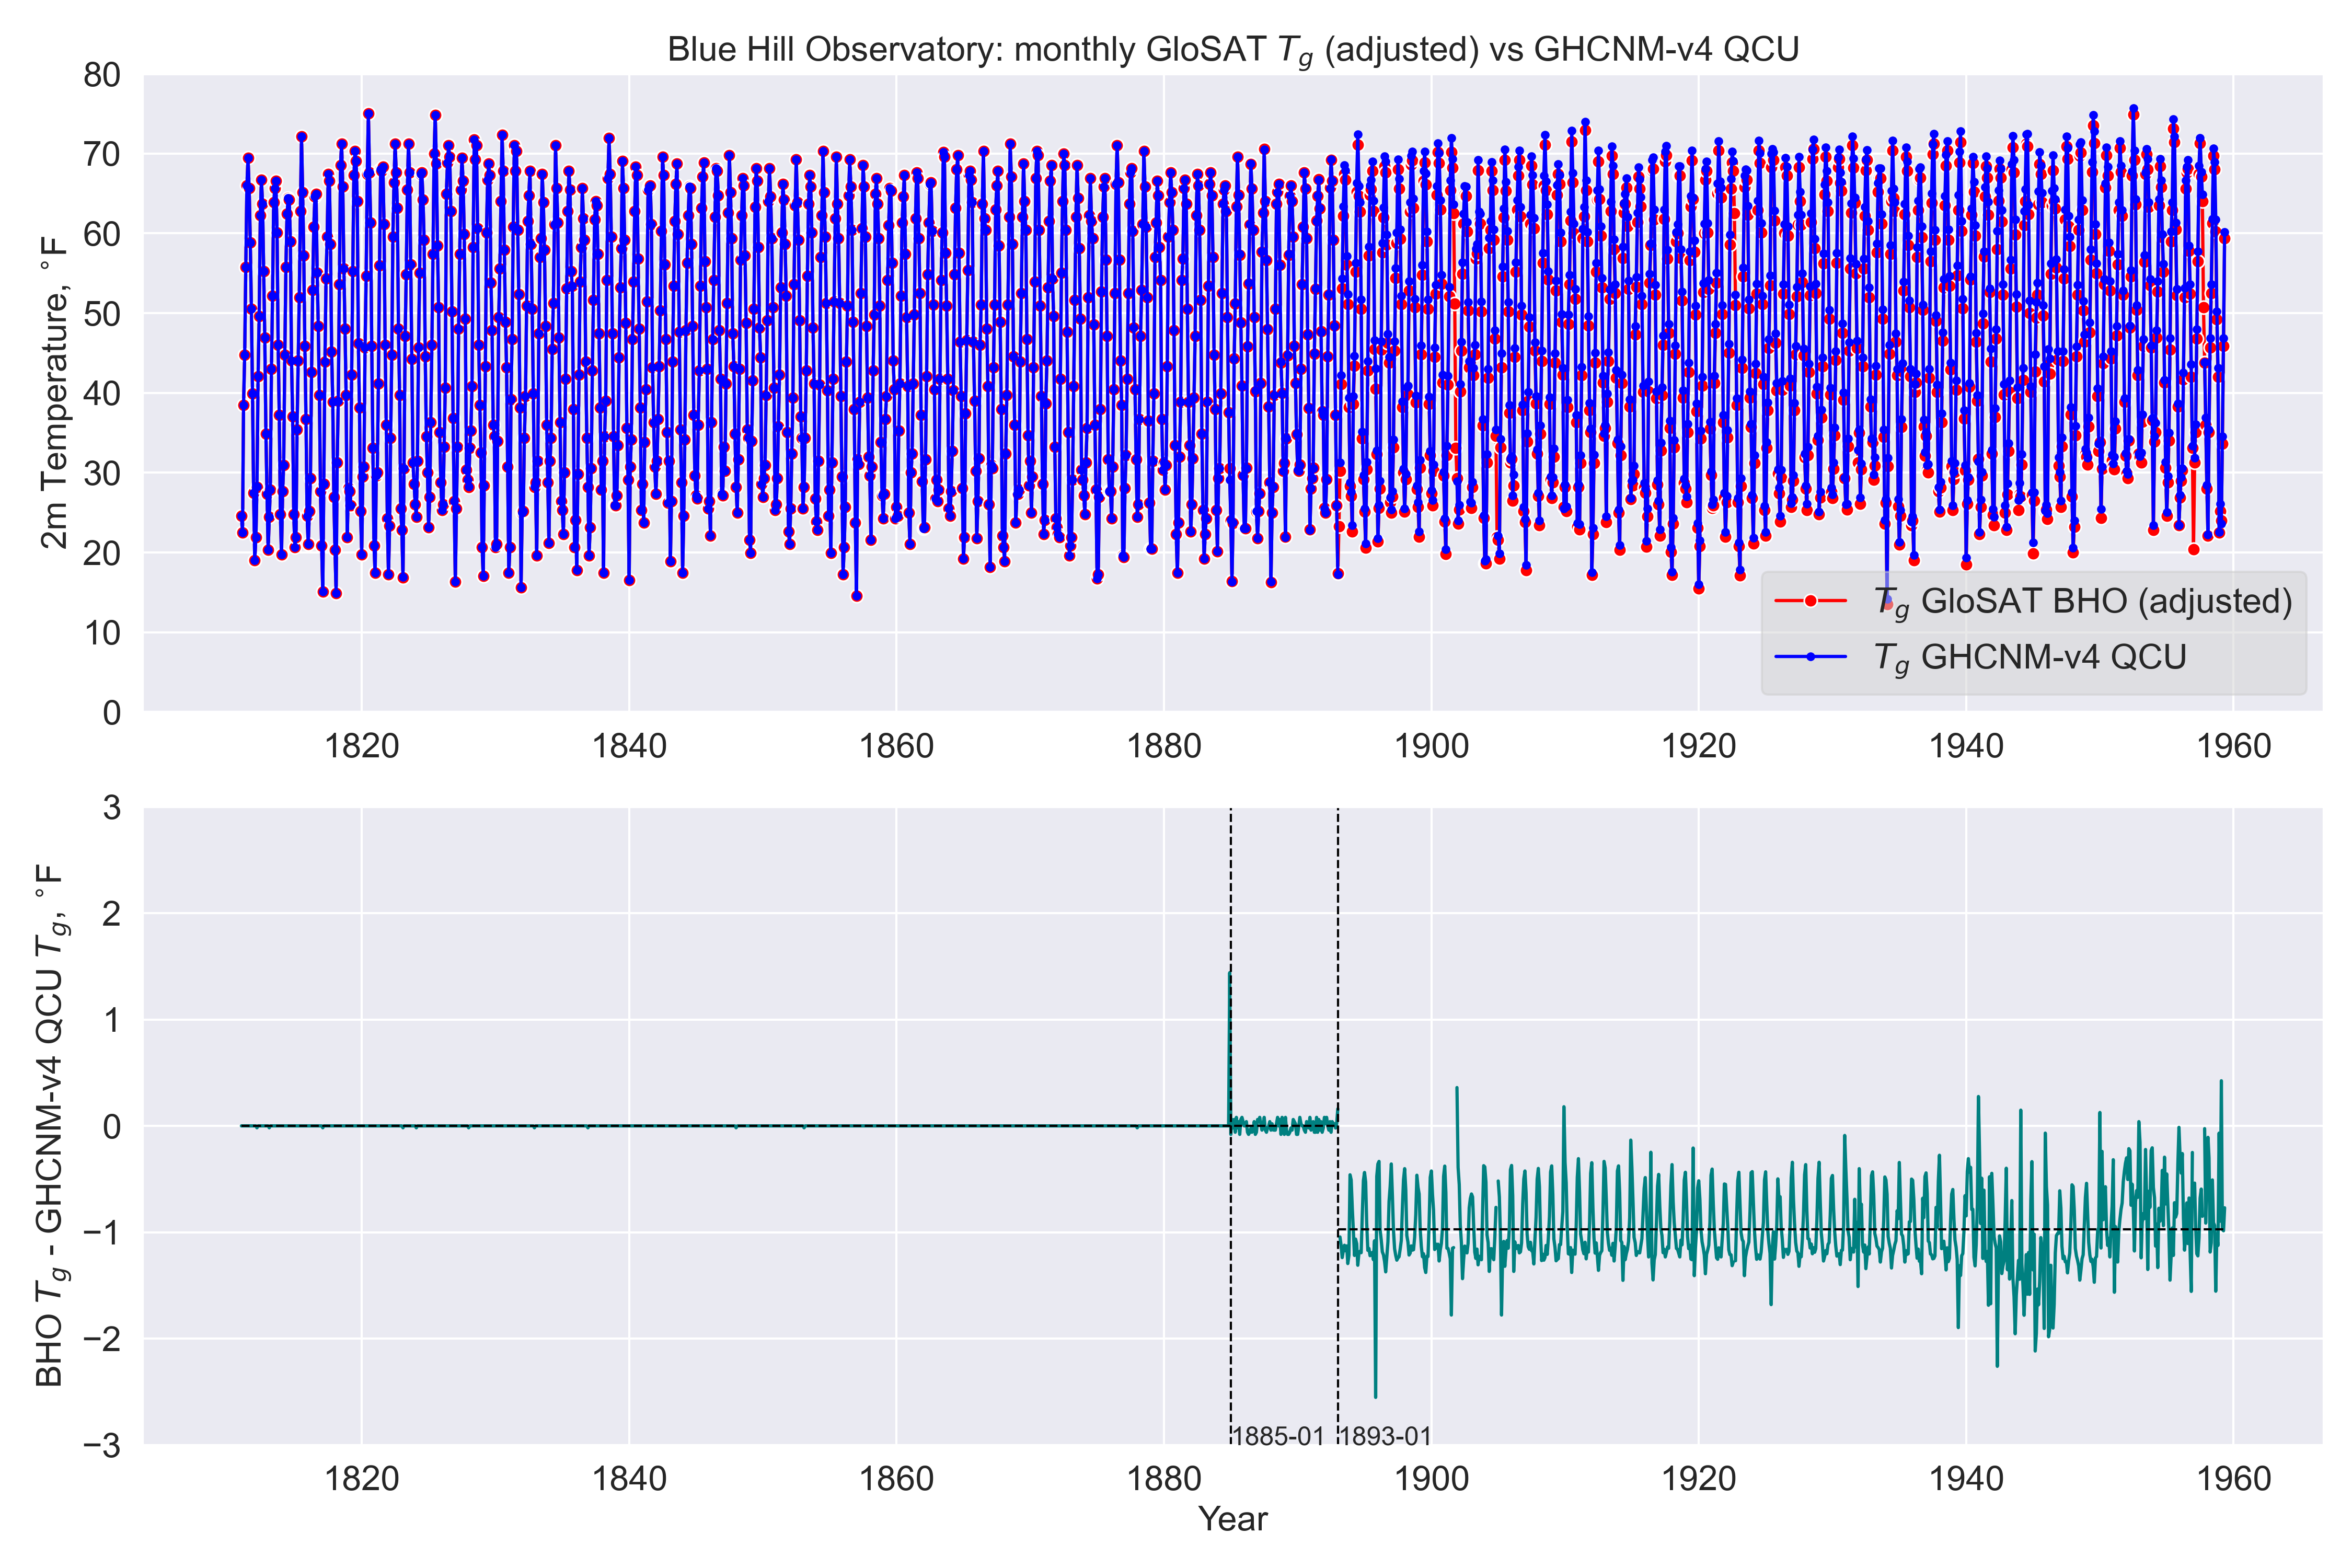 Blue Hill Observatory: monthly GloSAT Tg (adjusted) vs GHCNM-v4 QCU
2m Temperature, °F
80
70
60
50
40
30
20
10
0
Tg GloSAT BHO (adjusted)
Tg GHCNM-v4 QCU
1820 1840 1860 1880 1900 1920 1940 1960
BHO Tg - GHCNM-v4 QCU Tg, °F
3
2
1
0
−1
−2
−3
1885-01 1893-01
1820 1840 1860 1880 1900 1920 1940 1960
Year